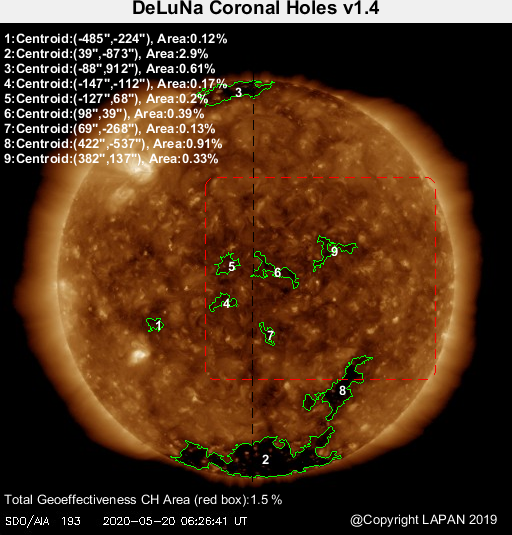 DeLuNa Coronal Holes v1.4
1:Centroid:(-485",-224"), Area:0.12%
2:Centroid:(39",-873"), Area:2.9%
3:Centroid:(-88",912"), Area:0.61%
4:Centroid:(-147",-112"), Area:0.17%
5:Centroid:(-127",68"), Area:0.2%
6:Centroid:(98",39"), Area:0.39%
7:Centroid:(69",-268"), Area:0.13%
8:Centroid:(422",-537"), Area:0.91%
9:Centroid:(382",137"), Area:0.33%
3
9
5
6
4
1
7
8
2
Total Geoeffectiveness CH Area (red box):1.5 %
SDO/AIA 193 2020-05-20 06:26:41 UT
@Copyright LAPAN 2019